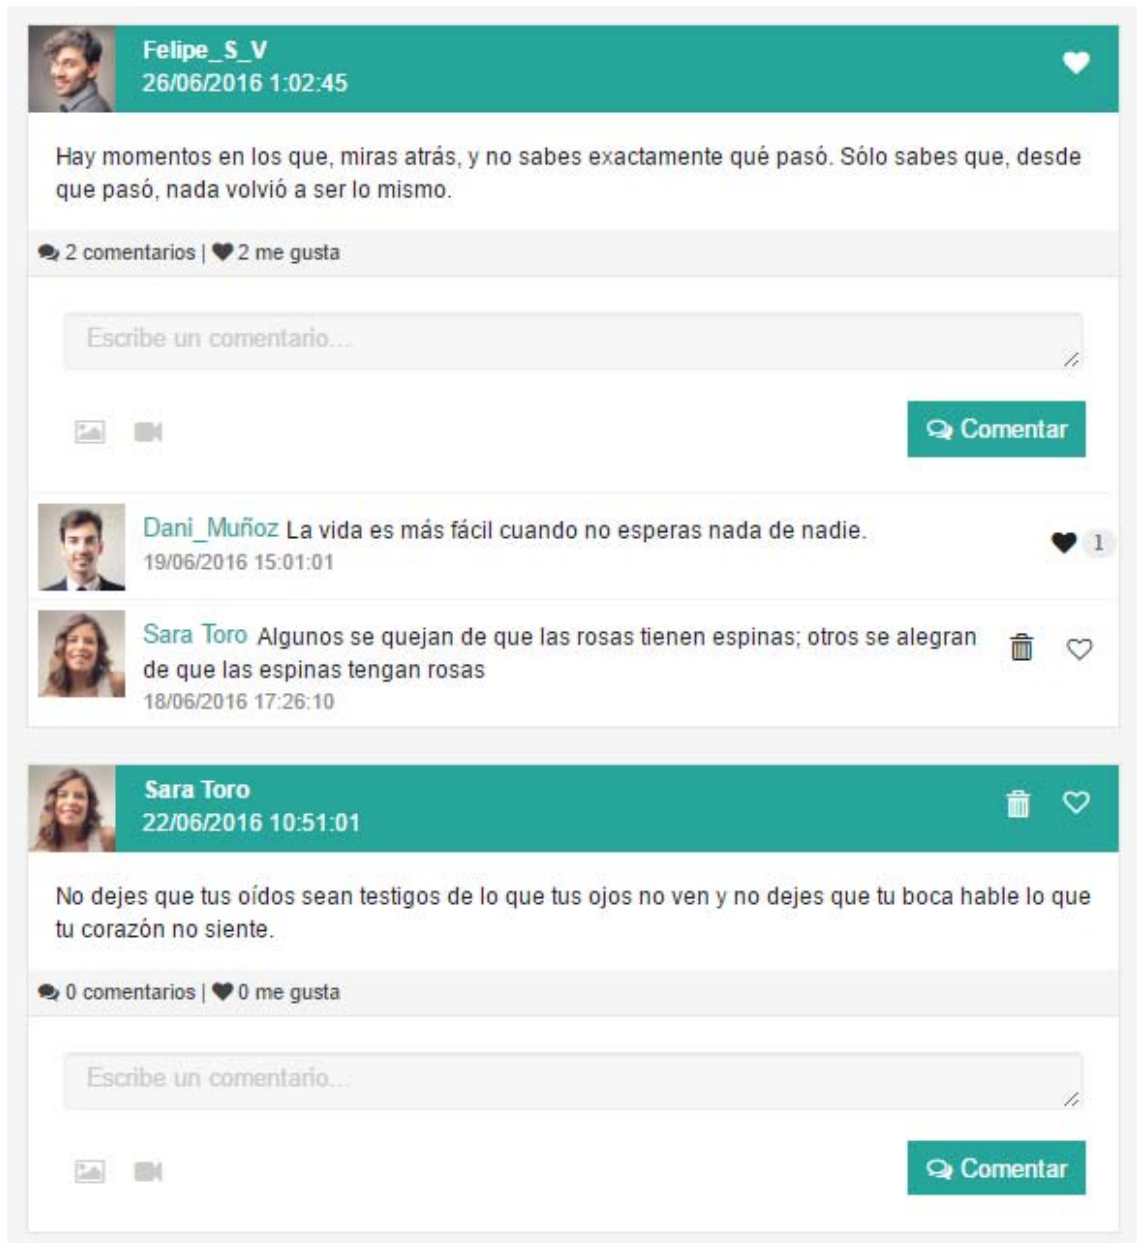 Felipe_S_V
26/06/2016 1:02:45
Hay momentos en los que, miras atrás, y no sabes exactamente qué pasó. Sólo sabes que, desde
que pasó, nada volvió a ser lo mismo.
2 comentarios | 2 me gusta
Escribe un comentario...
Comentar
Dani_Muñoz La vida es más fácil cuando no esperas nada de nadie.
19/06/2016 15:01:01
1
Sara Toro Algunos se quejan de que las rosas tienen espinas; otros se alegran
de que las espinas tengan rosas
18/06/2016 17:26:10
Sara Toro
22/06/2016 10:51:01
No dejes que tus oídos sean testigos de lo que tus ojos no ven y no dejes que tu boca hable lo que
tu corazón no siente.
0 comentarios | 0 me gusta
Escribe un comentario...
Comentar